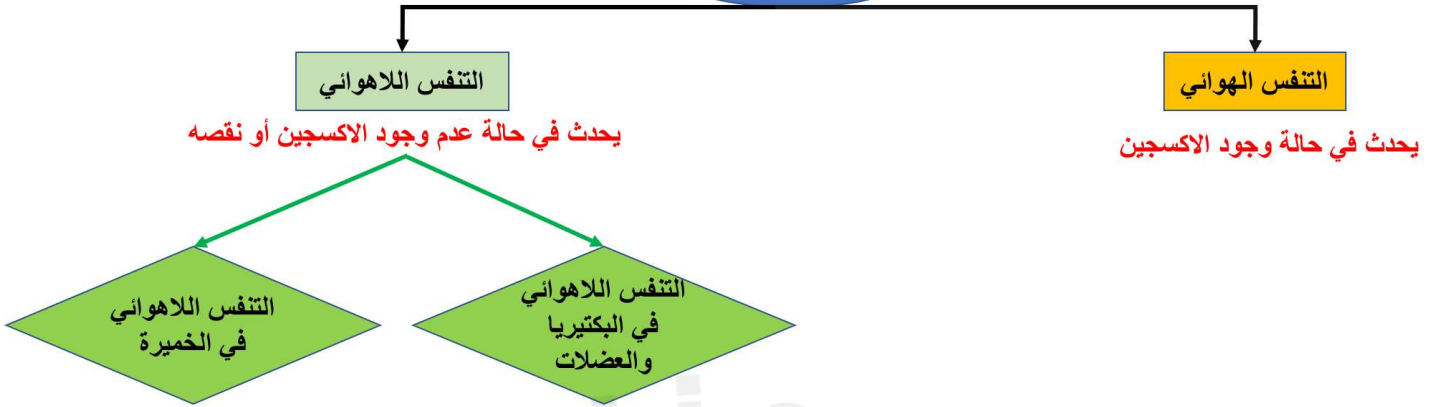 التنفس الهوائي
يحدث في حالة وجود الاكسجين
التنفس اللاهوائي
يحدث في حالة عدم وجود الاكسجين أو نقصه
التنفس اللاهوائي
في البكتيريا
والعضلات
التنفس اللاهوائي
في الخميرة